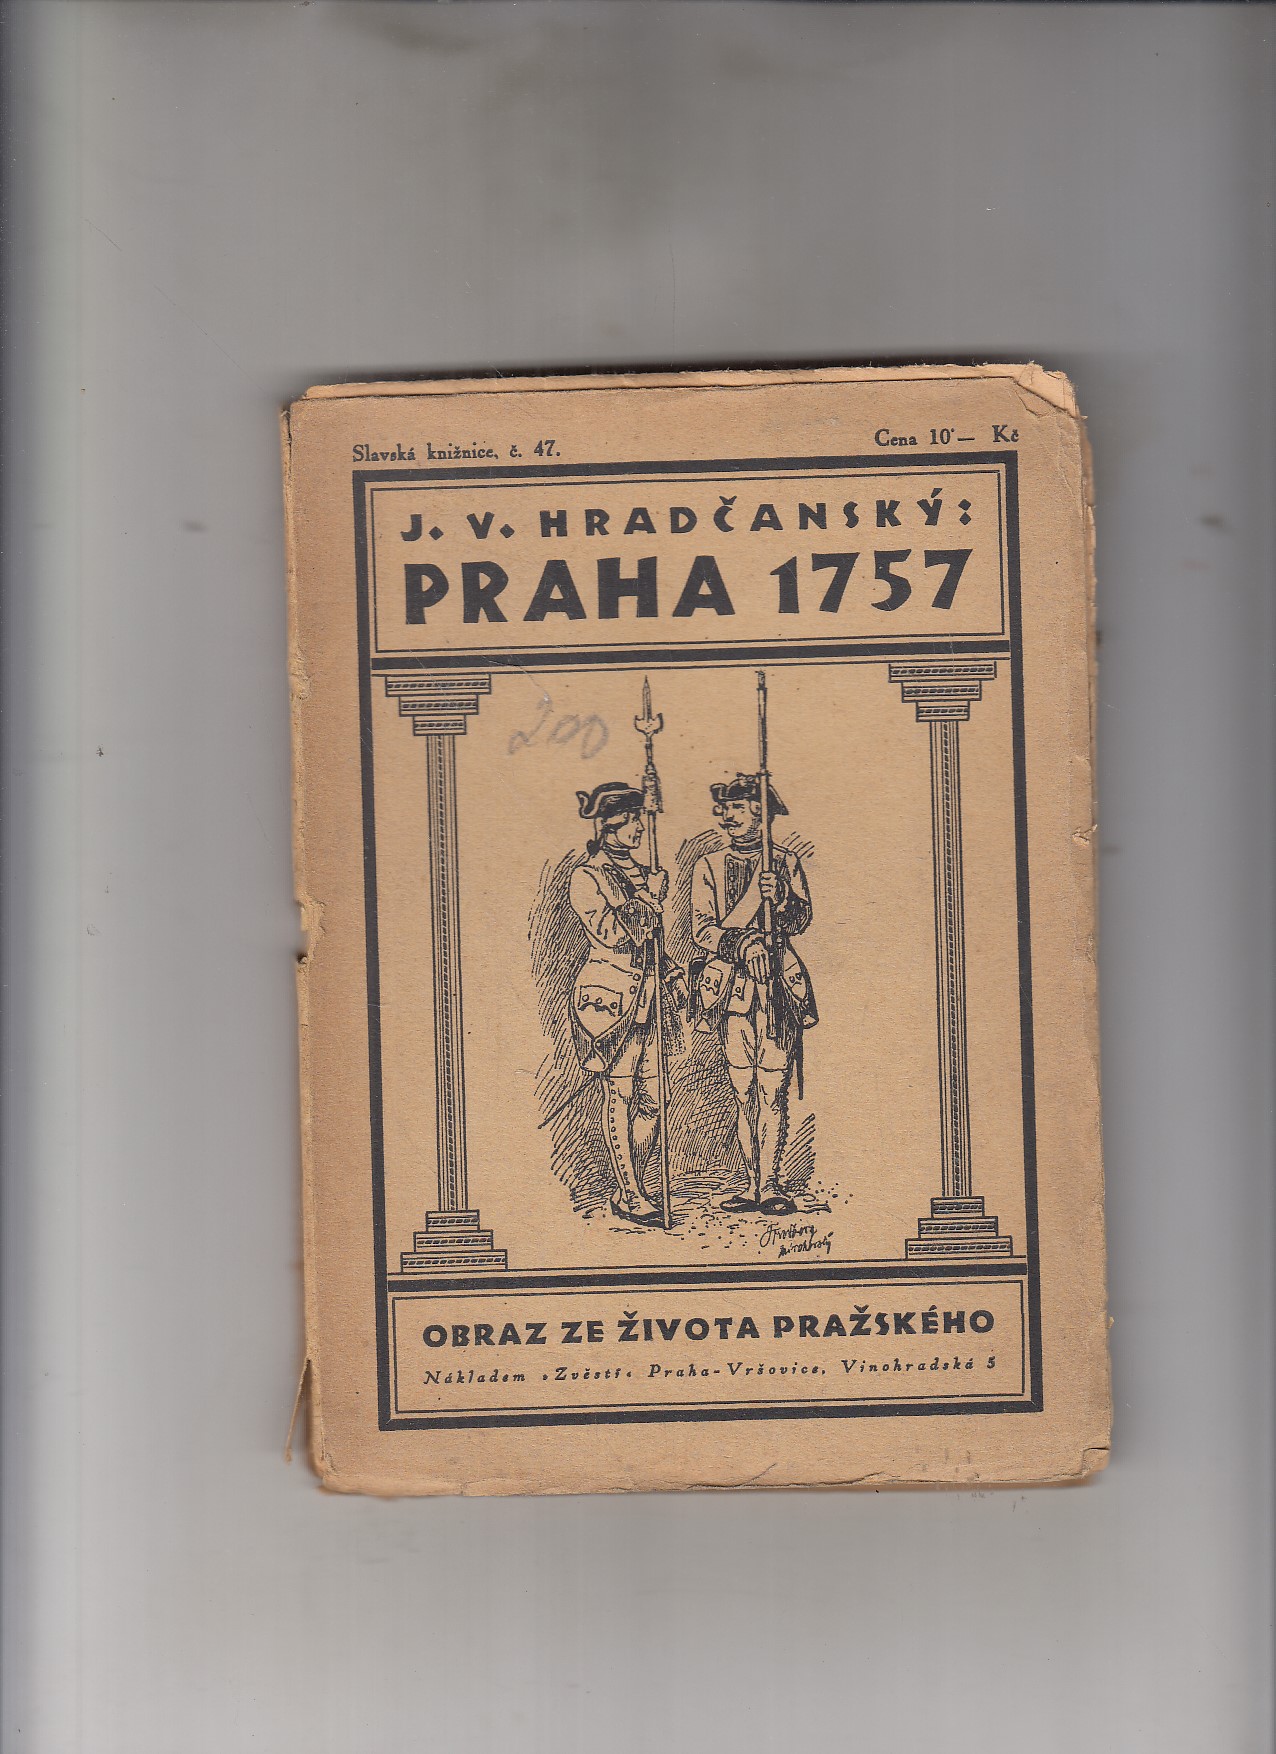 Slavská knižnice, č. 47.
Cena 10·— Kč
J. V. HRADČANSKÝ:
PRAHA 1757
200
OBRAZ ZE ŽIVOTA PRAŽSKÉHO
Nákladem »Zvěstí« Praha-Vršovice, Vinohradská 5